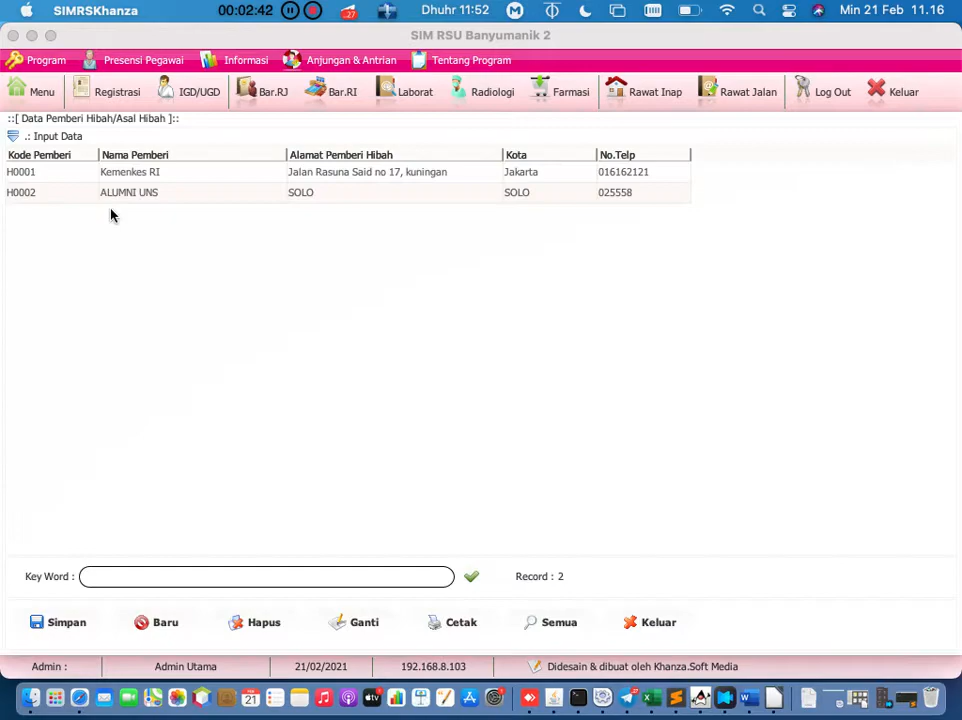 SIMRSKhanza 00:02:42 27 Dhuhr 11:52 Min 21 Feb 11.16
SIM RSU Banyumanik 2
Program Presensi Pegawai Informasi Anjungan & Antrian Tentang Program
Menu Registrasi IGD/UGD Bar.RJ Bar.RI Laborat Radiologi Farmasi Rawat Inap Rawat Jalan Log Out Keluar
::[ Data Pemberi Hibah/Asal Hibah ]::
.: Input Data
Kode Pemberi Nama Pemberi Alamat Pemberi Hibah Kota No.Telp
H0001 Kemenkes RI Jalan Rasuna Said no 17, kuningan Jakarta 016162121
H0002 ALUMNI UNS SOLO SOLO 025558
Key Word : Record : 2
Simpan Baru Hapus Ganti Cetak Semua Keluar
Admin : Admin Utama 21/02/2021 192.168.8.103 Didesain & dibuat oleh Khanza.Soft Media